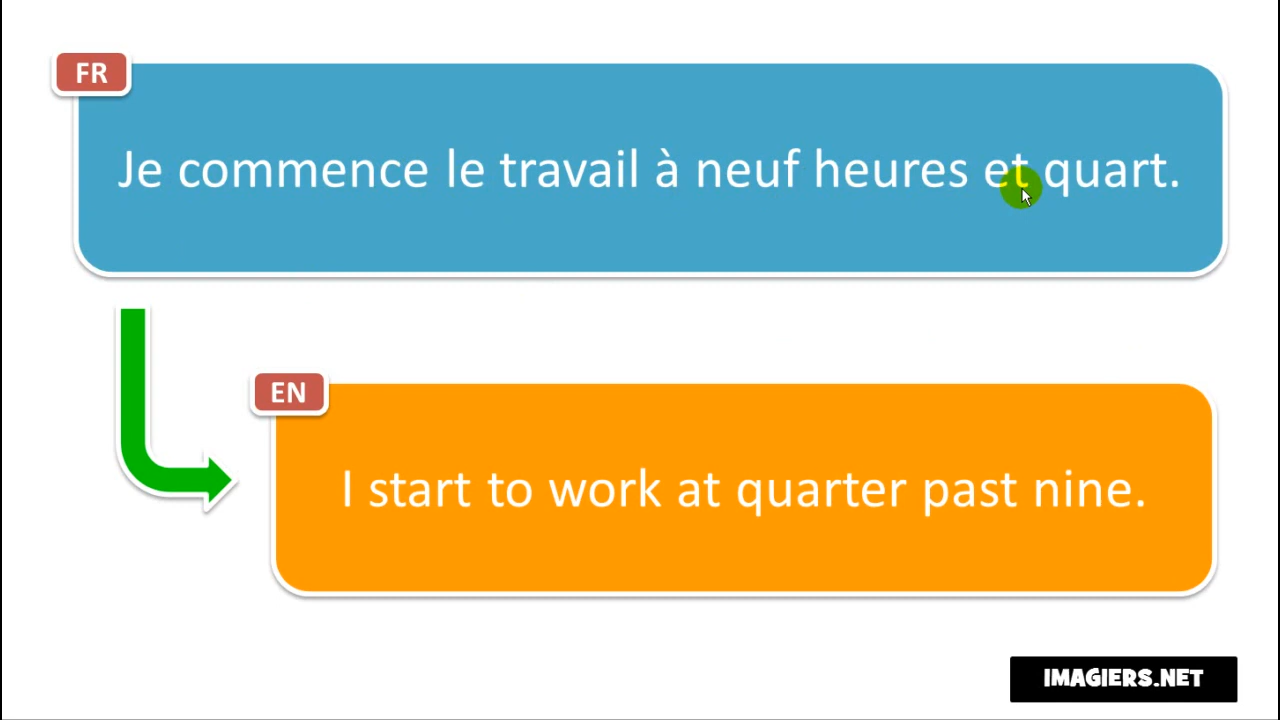 FR
Je commence le travail à neuf heures et quart.
EN
I start to work at quarter past nine.
IMAGIERS.NET